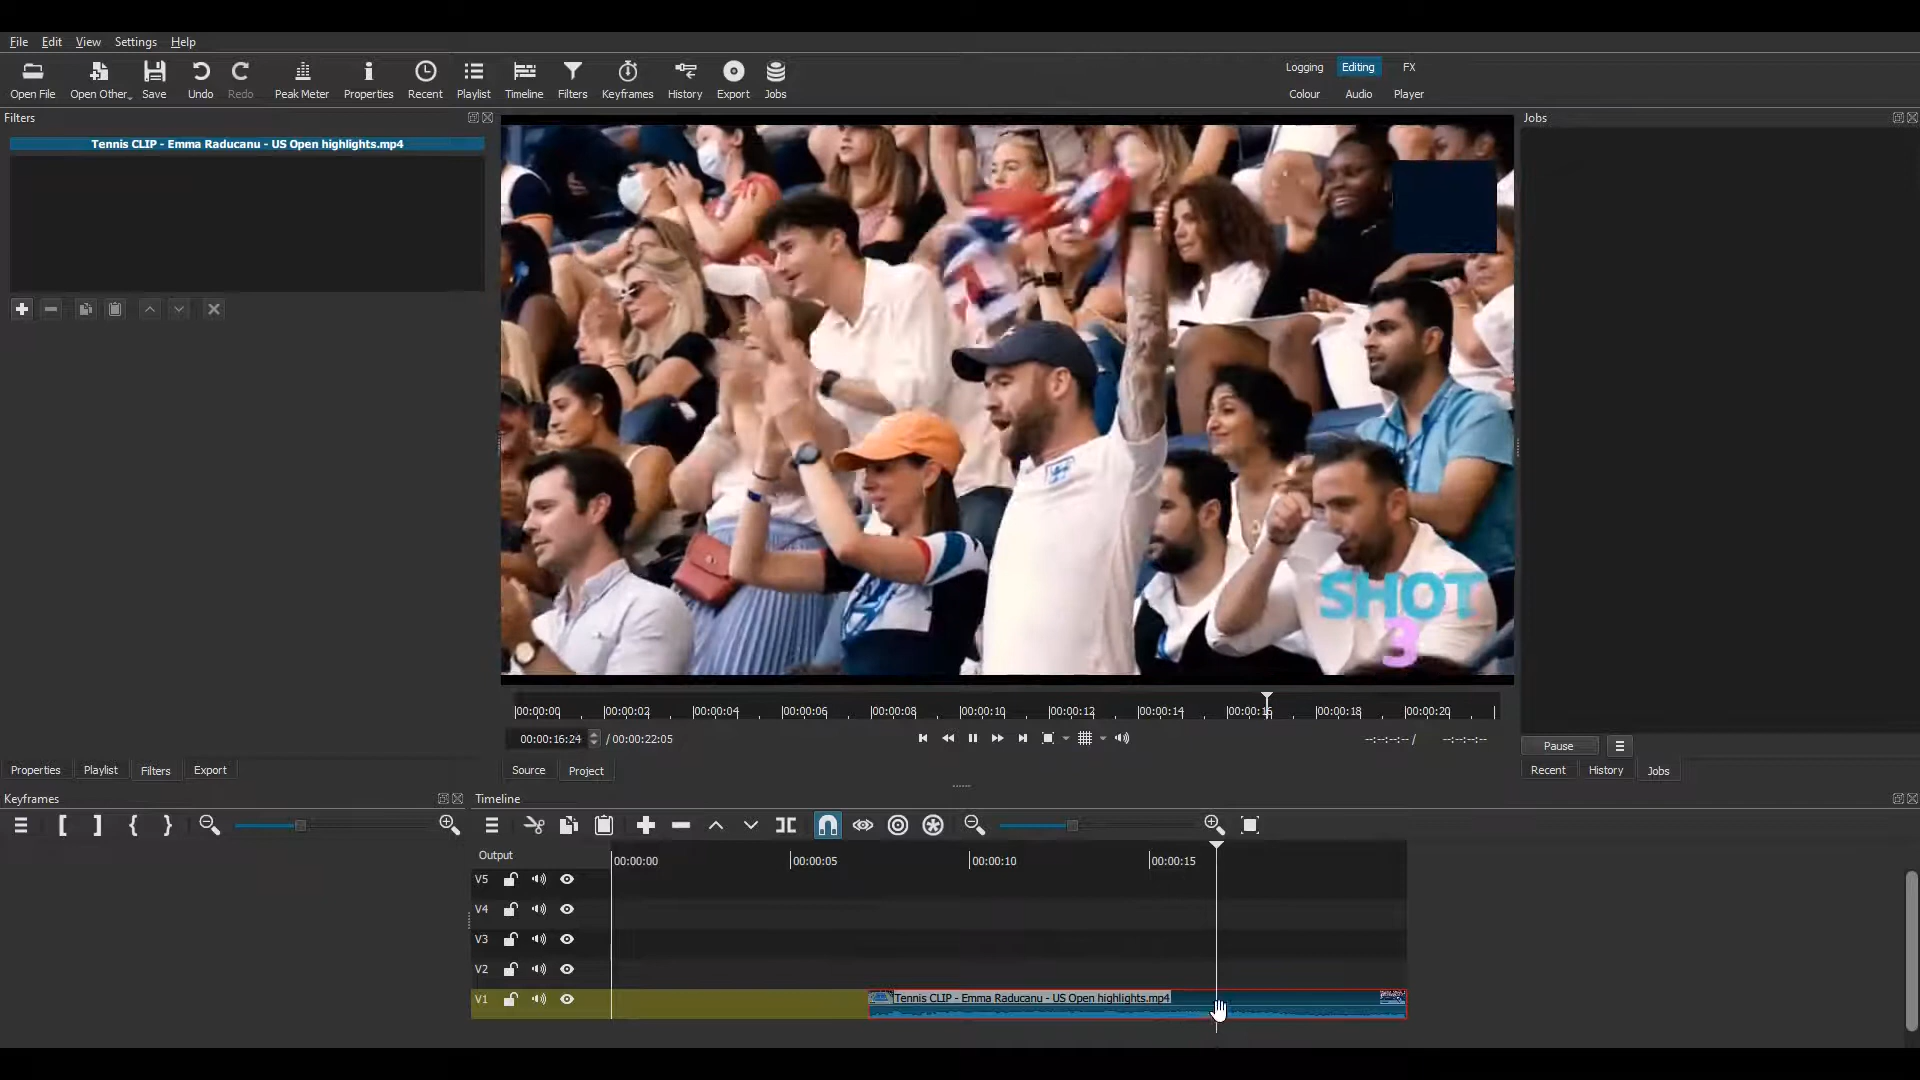 File Edit View Settings Help
Open File Open Other Save Undo Redo Peak Meter Properties Recent Playlist Timeline Filters Keyframes History Export Jobs
Logging Editing FX
Colour Audio Player
Filters
Tennis CLIP - Emma Raducanu - US Open highlights.mp4
Jobs
SHOT
3
00:00:00 00:00:02 00:00:04 00:00:06 00:00:08 00:00:10 00:00:12 00:00:14 00:00:16 00:00:18 00:00:20
00:00:16:24 / 00:00:22:05
--:--:--:-- / --:--:--:--
Pause
Properties Playlist Filters Export
Source Project
Recent History Jobs
Keyframes
Timeline
Output
00:00:00 00:00:05 00:00:10 00:00:15
V5
V4
V3
V2
V1
Tennis CLIP - Emma Raducanu - US Open highlights.mp4